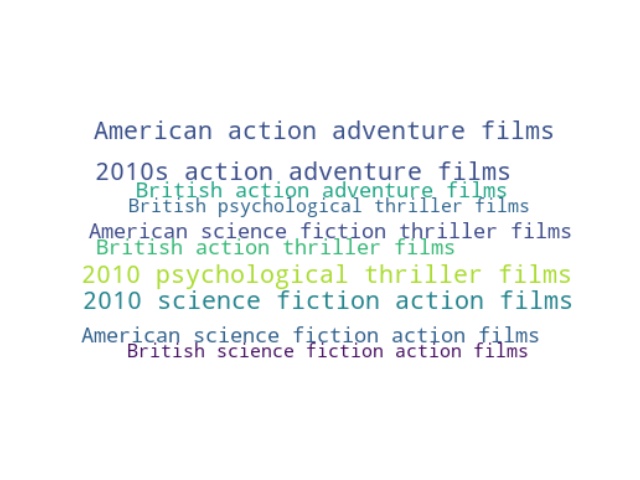 American action adventure films
2010s action adventure films
British action adventure films
British psychological thriller films
American science fiction thriller films
British action thriller films
2010 psychological thriller films
2010 science fiction action films
American science fiction action films
British science fiction action films